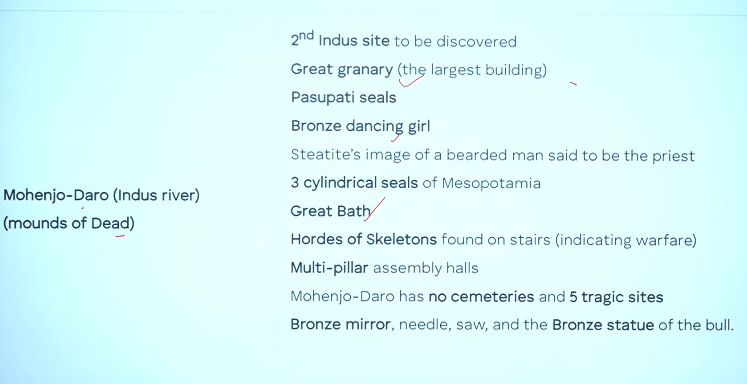 2nd Indus site to be discovered
Great granary (the largest building)
Pasupati seals
Bronze dancing girl
Steatite's image of a bearded man said to be the priest
3 cylindrical seals of Mesopotamia
Mohenjo-Daro (Indus river)
Great Bath
(mounds of Dead)
Hordes of Skeletons found on stairs (indicating warfare)
Multi-pillar assembly halls
Mohenjo-Daro has no cemeteries and 5 tragic sites
Bronze mirror, needle, saw, and the Bronze statue of the bull.